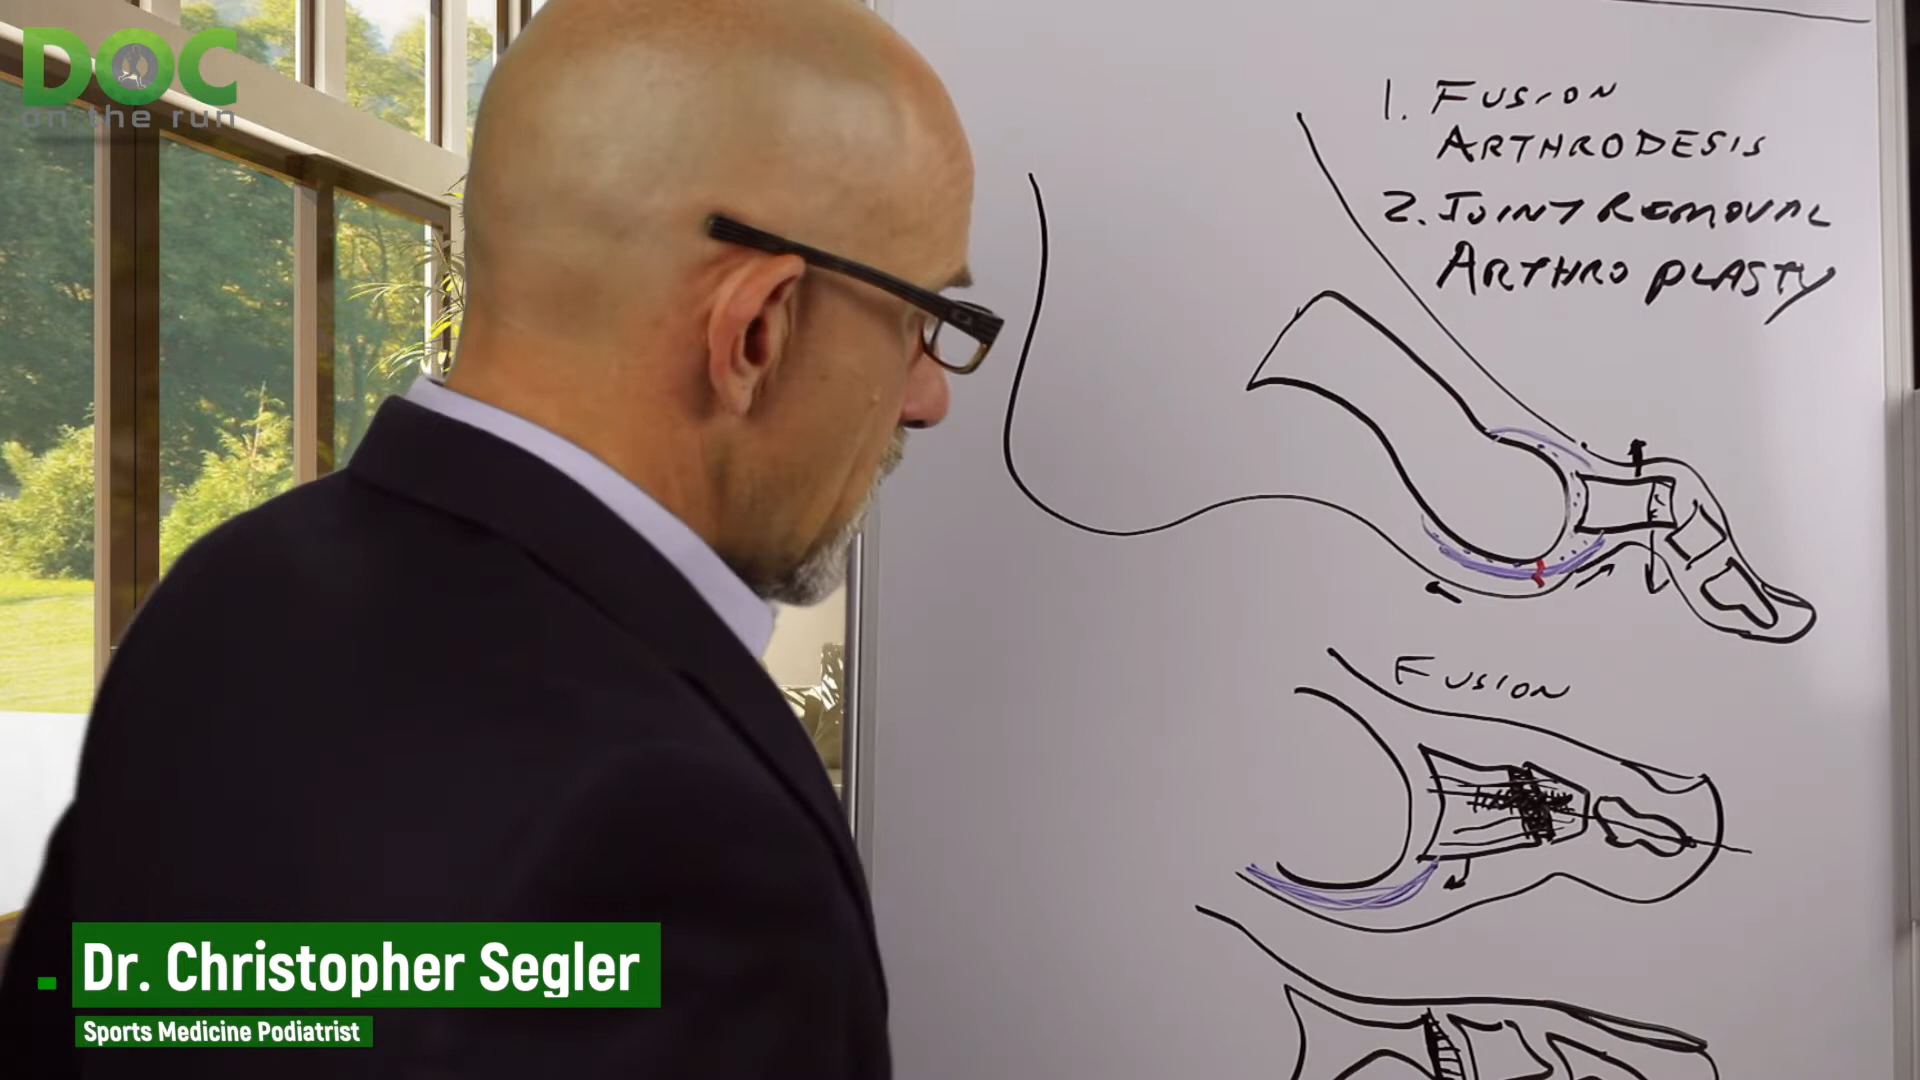 DOC
on the run
1. FUSION
ARTHRODESIS
2. JOINT REMOVAL
ARTHROPLASTY
FUSION
Dr. Christopher Segler
Sports Medicine Podiatrist